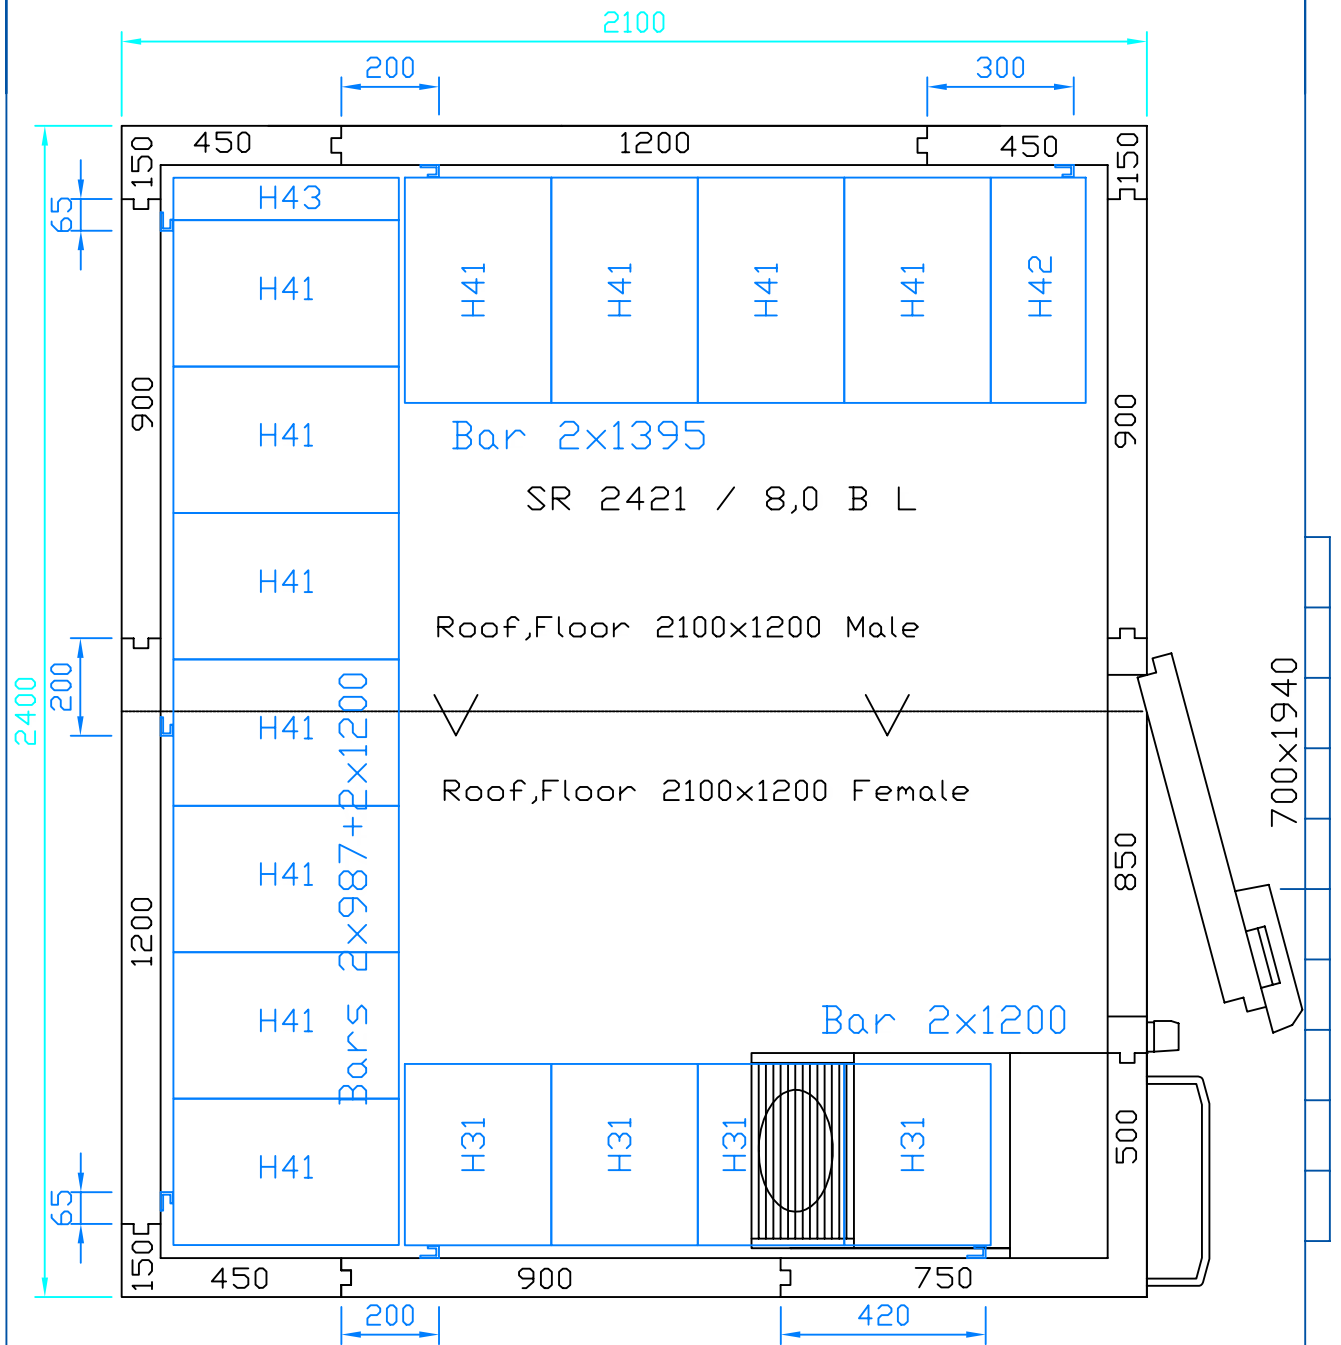 2100
200
300
450
1200
450
150
150
65
H43
H41
H41
H41
H41
H41
H42
H41
900
900
Bar 2x1395
SR 2421 / 8,0 B L
H41
Roof,Floor 2100x1200 Male
2400
200
H41
Bars 2x987+2x1200
700x1940
Roof,Floor 2100x1200 Female
850
H41
1200
H41
Bar 2x1200
H41
H31
H31
H31
H31
500
65
150
450
900
750
200
420